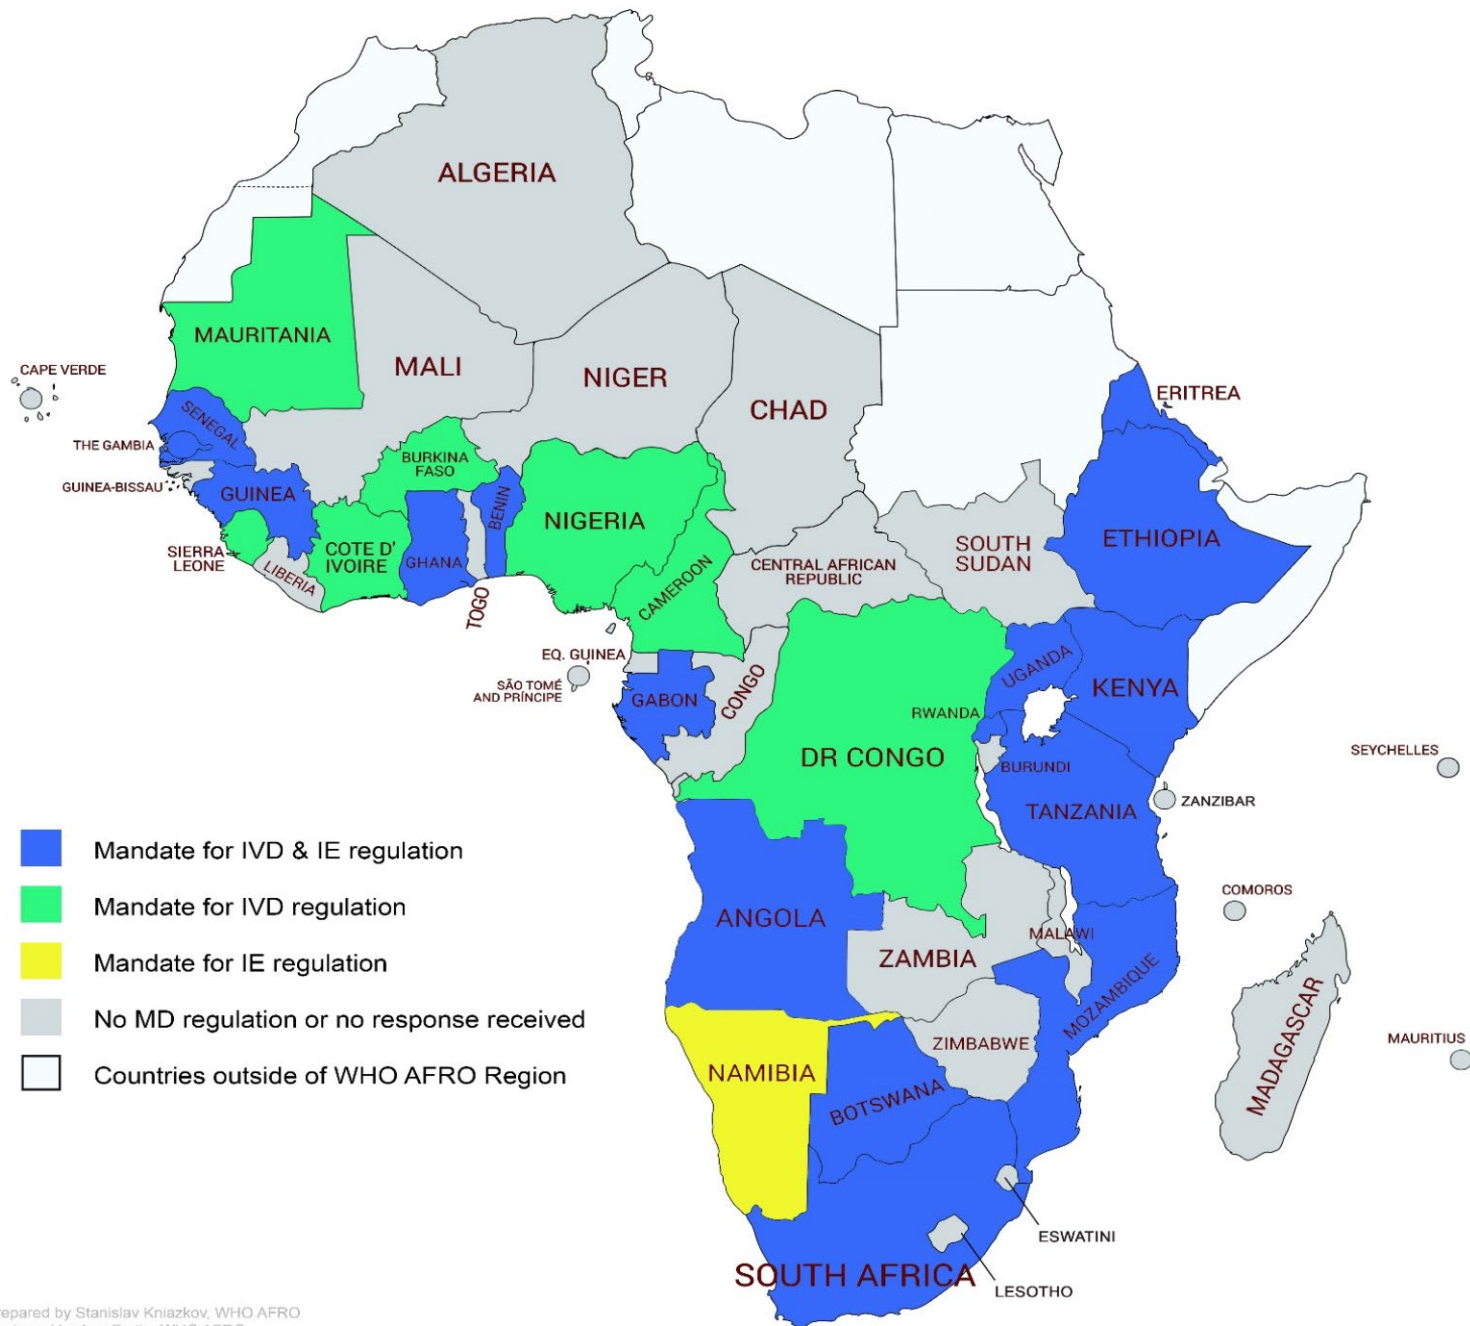 ALGERIA
MAURITANIA
MALI
NIGER
CHAD
CAPE VERDE
ERITREA
SENEGAL
THE GAMBIA
BURKINA
FASO
GUINEA-BISSAU
GUINEA
BENIN
NIGERIA
ETHIOPIA
SIERRA
LEONE
COTE D'
IVOIRE
GHANA
SOUTH
SUDAN
LIBERIA
CENTRAL AFRICAN
REPUBLIC
TOGO
CAMEROON
EQ. GUINEA
UGANDA
KENYA
SÃO TOMÉ
AND PRÍNCIPE
GABON
CONGO
RWANDA
DR CONGO
BURUNDI
SEYCHELLES
TANZANIA
ZANZIBAR
Mandate for IVD & IE regulation
Mandate for IVD regulation
Mandate for IE regulation
No MD regulation or no response received
Countries outside of WHO AFRO Region
COMOROS
ANGOLA
MALAWI
ZAMBIA
MOZAMBIQUE
ZIMBABWE
MADAGASCAR
MAURITIUS
NAMIBIA
BOTSWANA
ESWATINI
SOUTH AFRICA
LESOTHO
repared by Stanislav Kniazkov, WHO AFRO